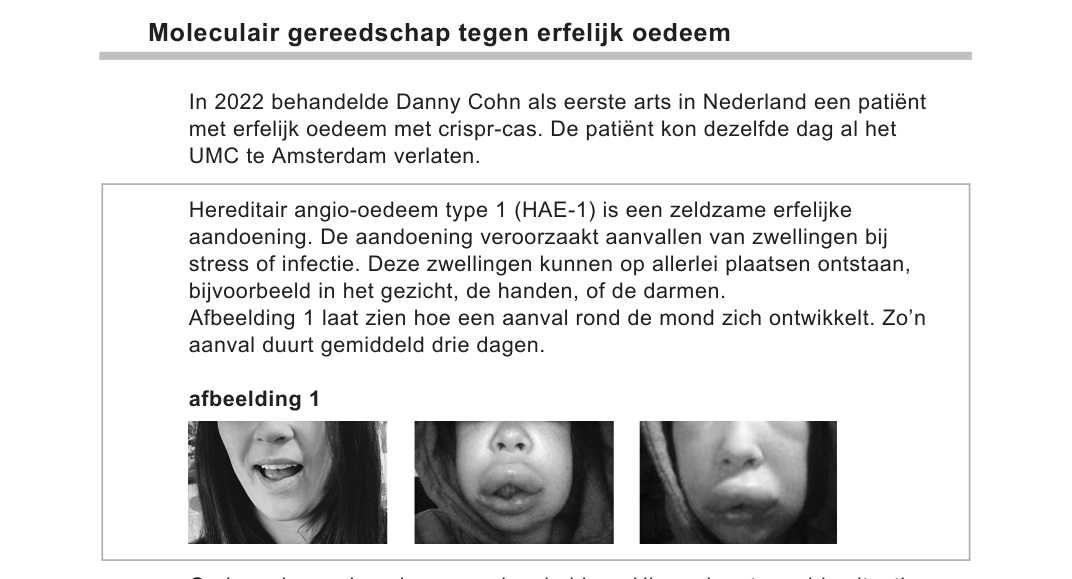 Moleculair gereedschap tegen erfelijk oedeem
In 2022 behandelde Danny Cohn als eerste arts in Nederland een patiënt
met erfelijk oedeem met crispr-cas. De patiënt kon dezelfde dag al het
UMC te Amsterdam verlaten.
Hereditair angio-oedeem type 1 (HAE-1) is een zeldzame erfelijke
aandoening. De aandoening veroorzaakt aanvallen van zwellingen bij
stress of infectie. Deze zwellingen kunnen op allerlei plaatsen ontstaan,
bijvoorbeeld in het gezicht, de handen, of de darmen.
Afbeelding 1 laat zien hoe een aanval rond de mond zich ontwikkelt. Zo’n
aanval duurt gemiddeld drie dagen.
afbeelding 1